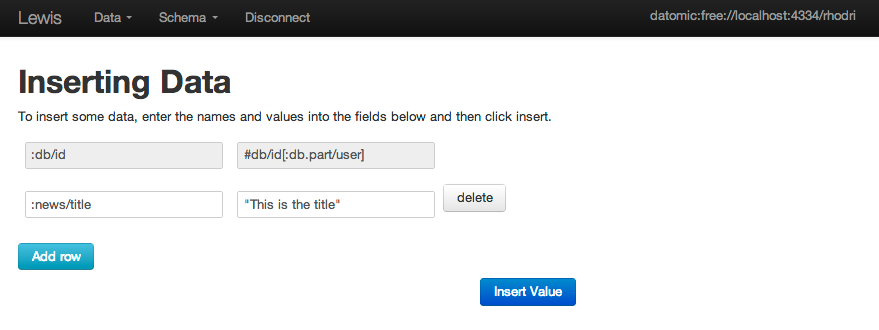 Lewis Data Schema Disconnect datomic:free://localhost:4334/rhodri
Inserting Data
To insert some data, enter the names and values into the fields below and then click insert.
:db/id #db/id[:db.part/user]
:news/title "This is the title" delete
Add row
Insert Value